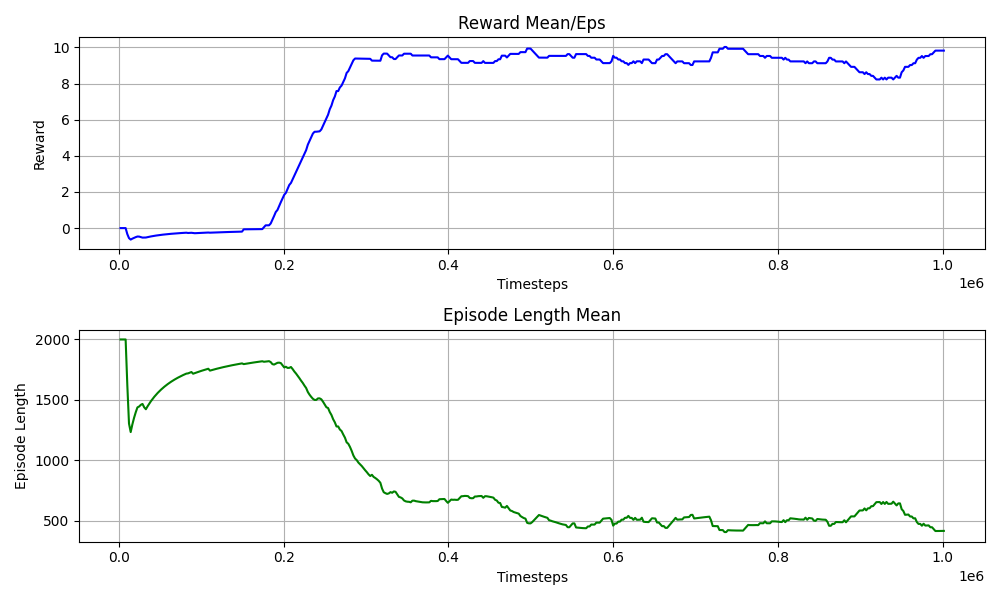 Reward Mean/Eps
10
8
6
4
2
0
Reward
0.0 0.2 0.4 0.6 0.8 1.0
1e6
Timesteps
Episode Length Mean
2000
1500
1000
500
Episode Length
0.0 0.2 0.4 0.6 0.8 1.0
1e6
Timesteps